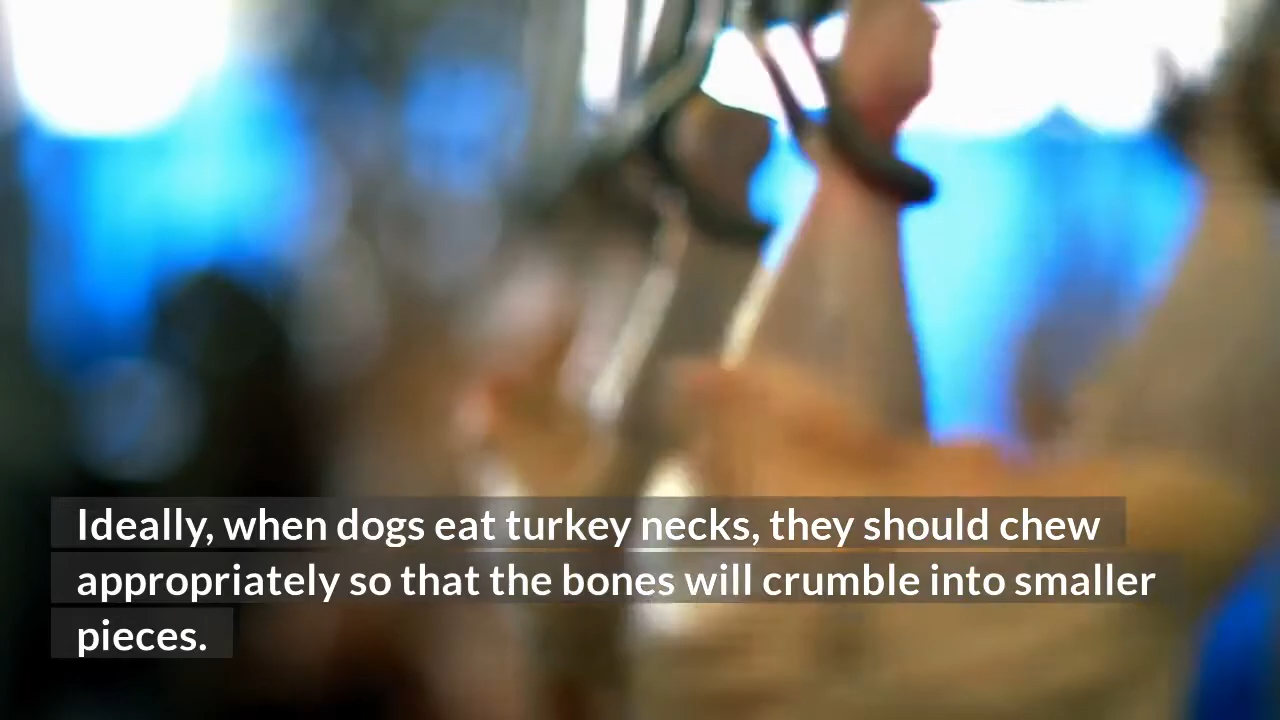 Ideally, when dogs eat turkey necks, they should chew
appropriately so that the bones will crumble into smaller
pieces.